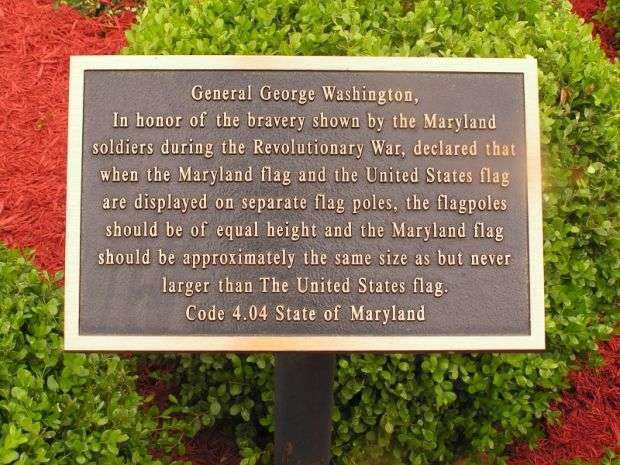 General George Washington,
In honor of the bravery shown by the Maryland
soldiers during the Revolutionary War, declared that
when the Maryland flag and the United States flag
are displayed on separate flag poles, the flagpoles
should be of equal height and the Maryland flag
should be approximately the same size as but never
larger than The United States flag.
Code 4.04 State of Maryland